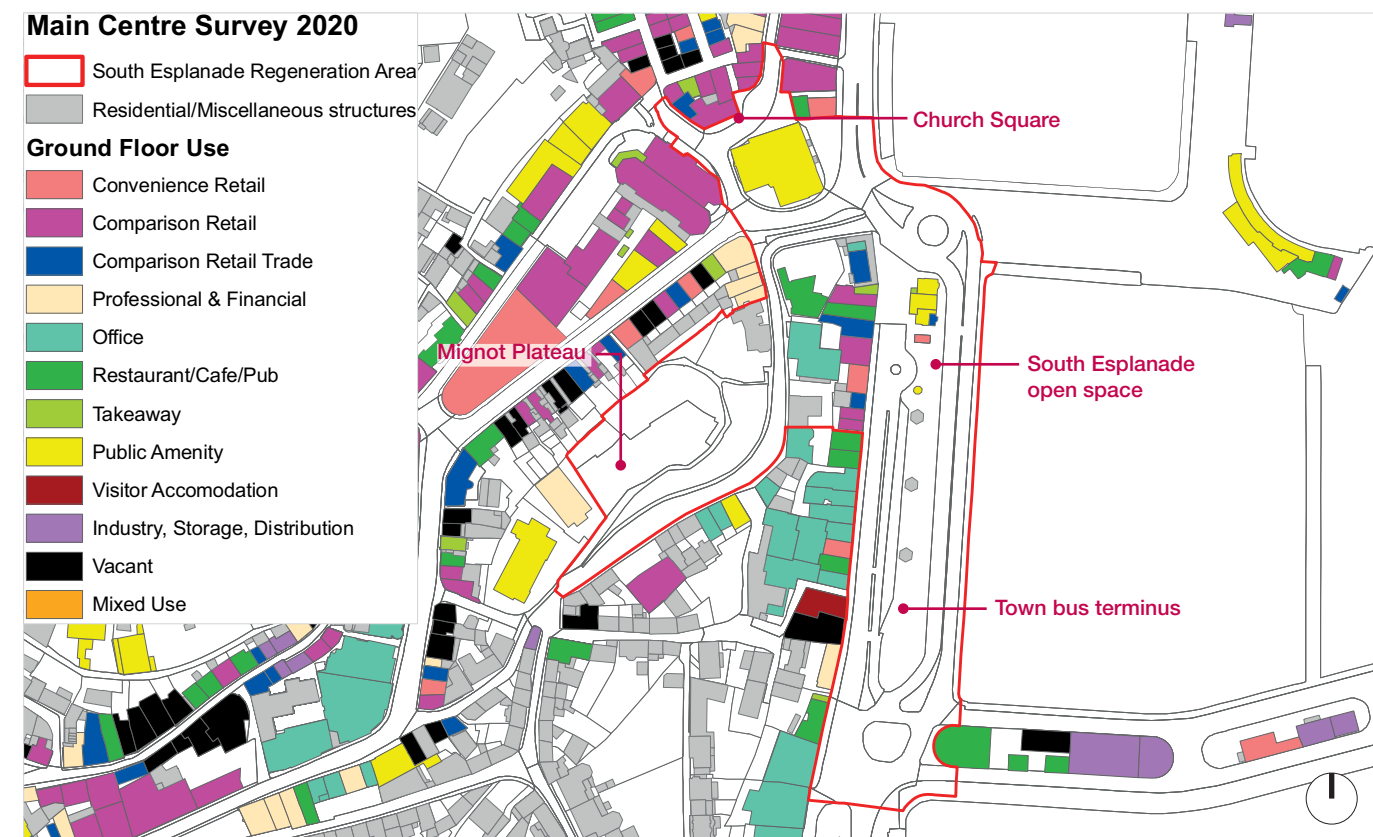 Main Centre Survey 2020
South Esplanade Regeneration Area
Residential/Miscellaneous structures
Ground Floor Use
Convenience Retail
Comparison Retail
Comparison Retail Trade
Professional & Financial
Office
Restaurant/Cafe/Pub
Takeaway
Public Amenity
Visitor Accomodation
Industry, Storage, Distribution
Vacant
Mixed Use
Church Square
Mignot Plateau
South Esplanade
open space
Town bus terminus